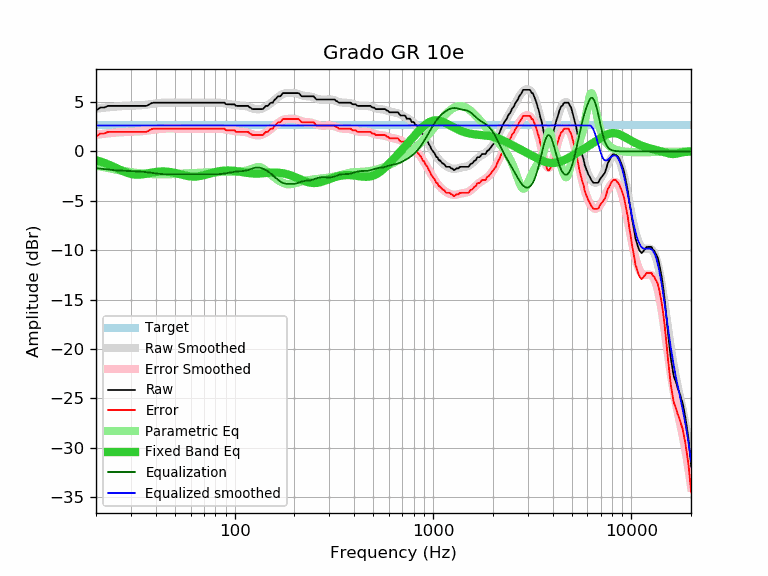 Grado GR 10e
5
0
−5
−10
−15
−20
−25
−30
−35
Amplitude (dBr)
Target
Raw Smoothed
Error Smoothed
Raw
Error
Parametric Eq
Fixed Band Eq
Equalization
Equalized smoothed
100 1000 10000
Frequency (Hz)